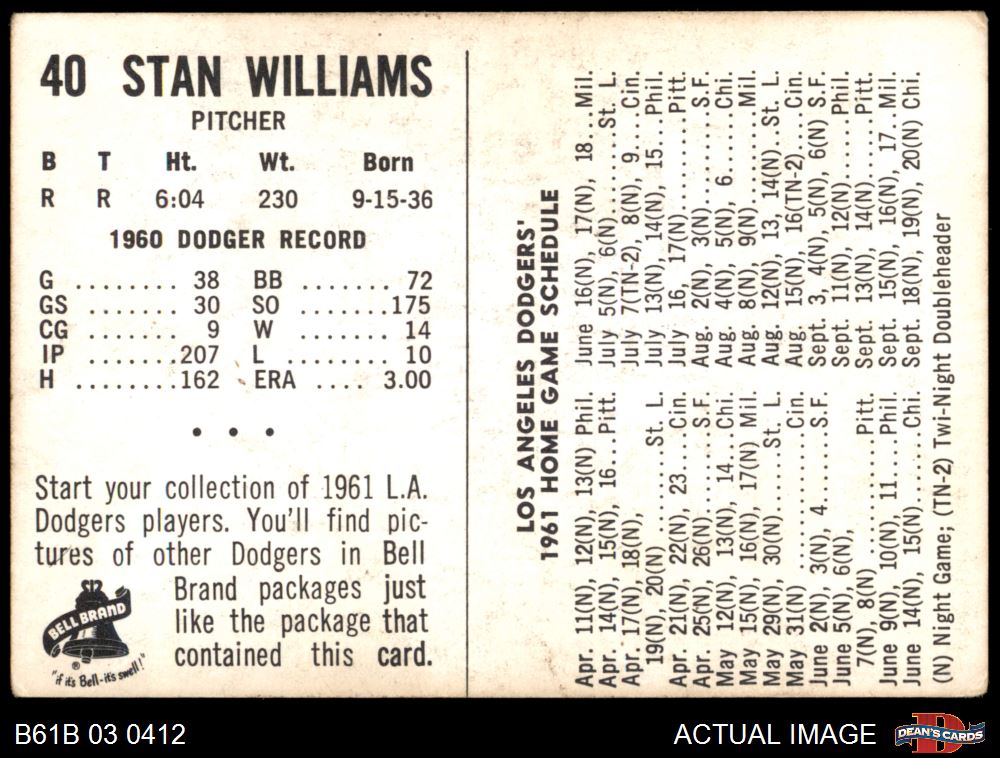 40 STAN WILLIAMS
PITCHER
B T Ht. Wt. Born
R R 6:04 230 9-15-36
1960 DODGER RECORD
G ........ 38 BB ........ 72
GS ....... 30 SO .......175
CG ........ 9 W ........ 14
IP .......207 L ........ 10
H ........162 ERA .... 3.00
• • •
Start your collection of 1961 L.A.
Dodgers players. You'll find pic-
tures of other Dodgers in Bell
Brand packages just
like the package that
contained this card.
BELL BRAND
®
"if it's Bell-it's swell!"
LOS ANGELES DODGERS'
1961 HOME GAME SCHEDULE
Apr. 11(N), 12(N), 13(N) Phil.
Apr. 14(N), 15(N), 16...Pitt.
Apr. 17(N), 18(N),
19(N), 20(N)..........St. L.
Apr. 21(N), 22(N), 23.....Cin.
Apr. 25(N), 26(N)..........S.F.
May 12(N), 13(N), 14...Chi.
May 15(N), 16(N), 17(N) Mil.
May 29(N), 30(N).......St. L.
May 31(N)................Cin.
June 2(N), 3(N), 4........S.F.
June 5(N), 6(N),
7(N), 8(N)..............Pitt.
June 9(N), 10(N), 11....Phil.
June 14(N), 15(N)........Chi.
June 16(N), 17(N), 18...Mil.
July 5(N), 6(N).........St. L.
July 7(TN-2), 8(N), 9...Cin.
July 13(N), 14(N), 15...Phil.
July 16, 17(N)..........Pitt.
Aug. 2(N), 3(N)..........S.F.
Aug. 4(N), 5(N), 6......Chi.
Aug. 8(N), 9(N)..........Mil.
Aug. 12(N), 13, 14(N)..St. L.
Aug. 15(N), 16(TN-2)....Cin.
Sept. 3, 4(N), 5(N), 6(N) S.F.
Sept. 11(N), 12(N).......Phil.
Sept. 13(N), 14(N).......Pitt.
Sept. 15(N), 16(N), 17..Mil.
Sept. 18(N), 19(N), 20(N) Chi.
(N) Night Game; (TN-2) Twi-Night Doubleheader
B61B 03 0412
ACTUAL IMAGE
DEAN'S CARDS